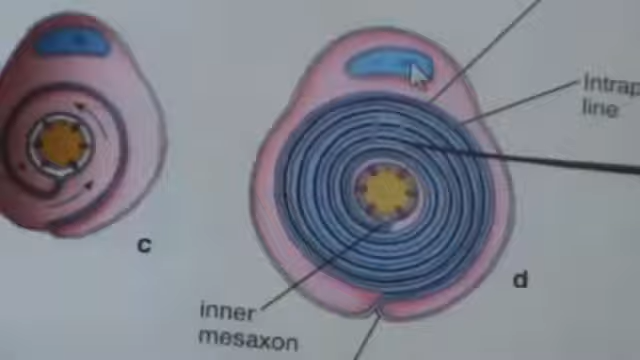 c
Intrap
line
d
inner
mesaxon